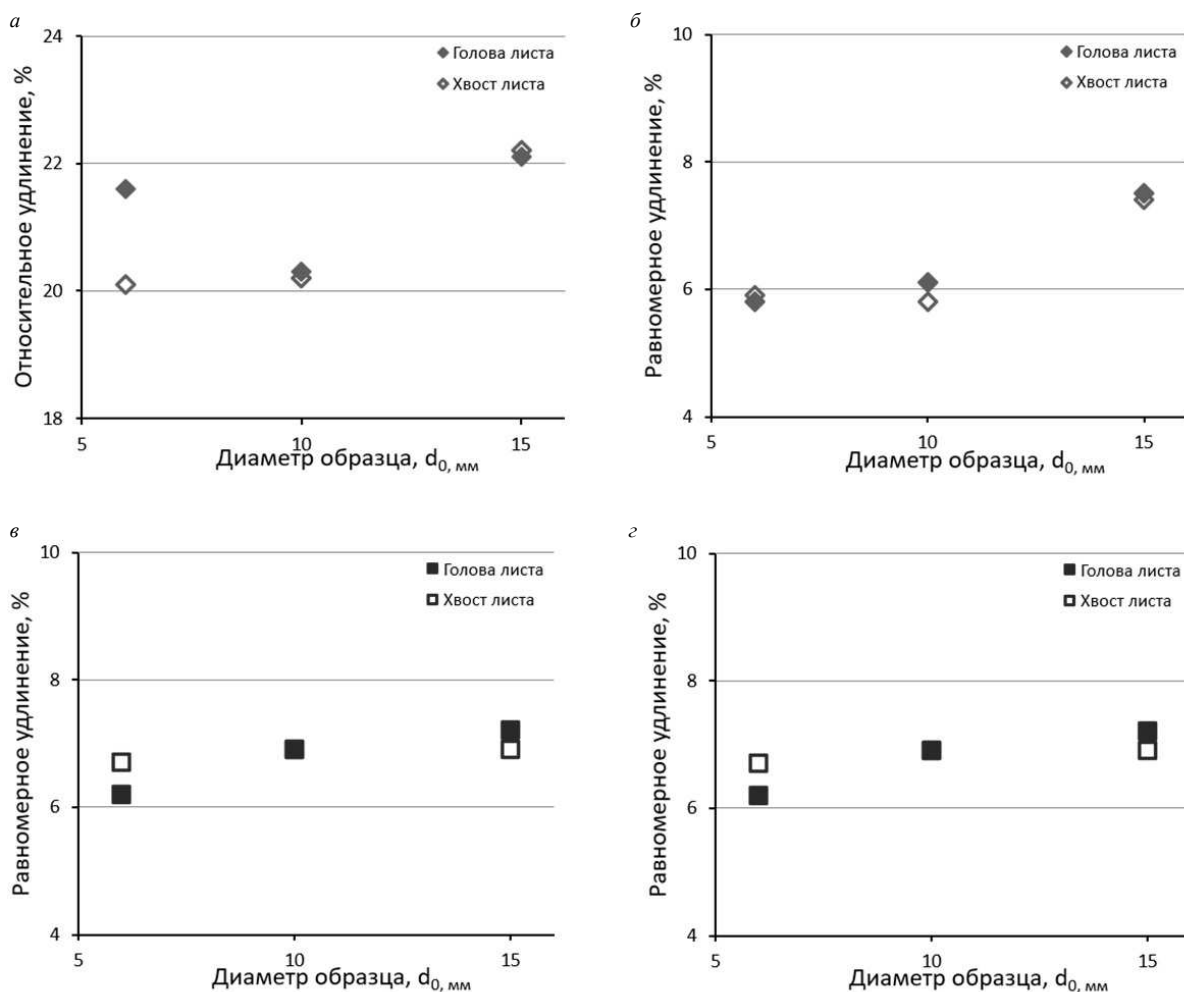 а
24
22
20
18
5
10
15
Относительное удлинение, %
Диаметр образца, d0, мм
Голова листа
Хвост листа
б
10
8
6
4
5
10
15
Равномерное удлинение, %
Диаметр образца, d0, мм
Голова листа
Хвост листа
в
10
8
6
4
5
10
15
Равномерное удлинение, %
Диаметр образца, d0, мм
Голова листа
Хвост листа
г
10
8
6
4
5
10
15
Равномерное удлинение, %
Диаметр образца, d0, мм
Голова листа
Хвост листа